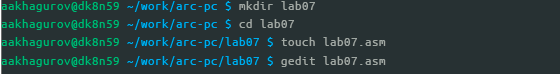 aakhagurov@dk8n59 ~/work/arc-pc $ mkdir lab07
aakhagurov@dk8n59 ~/work/arc-pc $ cd lab07
aakhagurov@dk8n59 ~/work/arc-pc/lab07 $ touch lab07.asm
aakhagurov@dk8n59 ~/work/arc-pc/lab07 $ gedit lab07.asm